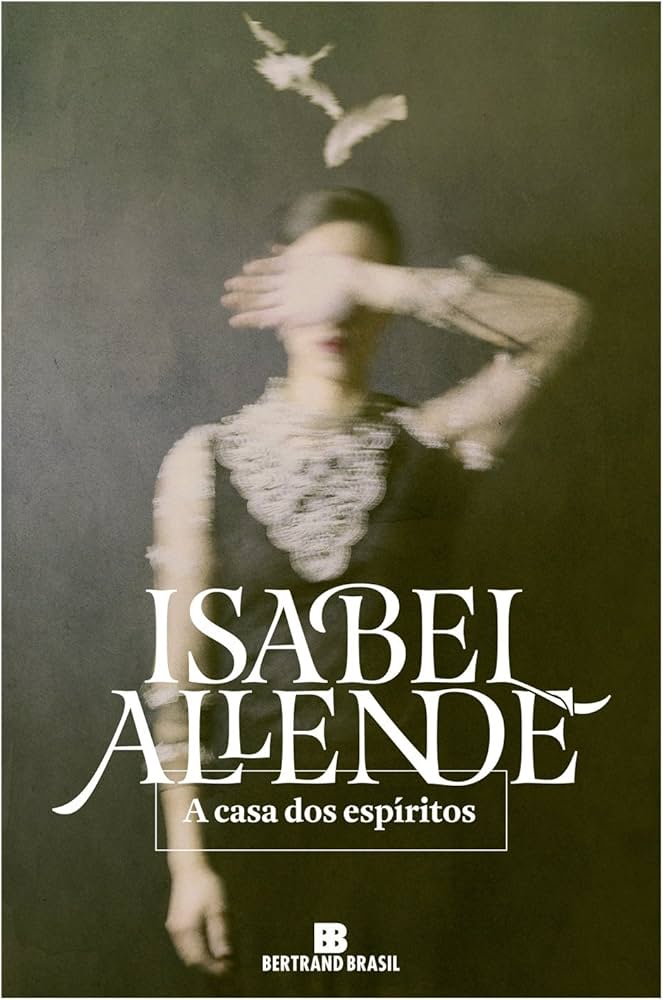 ISABEL
ALLENDE
A casa dos espíritos
BB
BERTRAND BRASIL